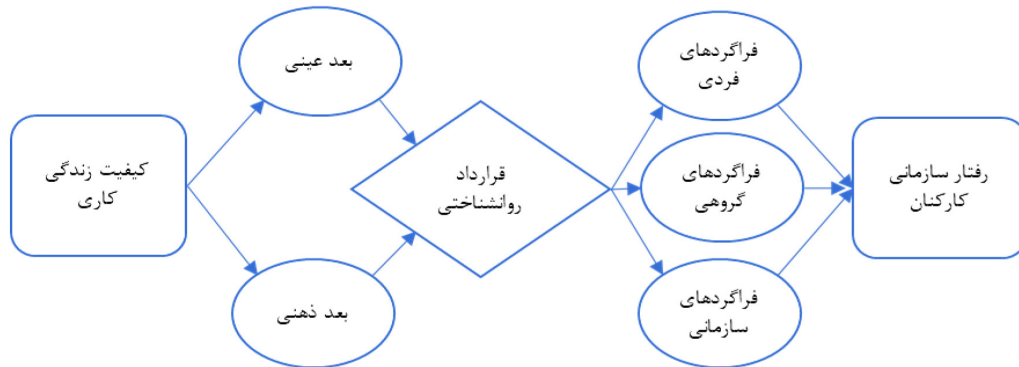 کیفیت زندگی
کاری
بعد عینی
بعد ذهنی
قرارداد
روانشناختی
فراگردهای
فردی
فراگردهای
گروهی
فراگردهای
سازمانی
رفتار سازمانی
کارکنان